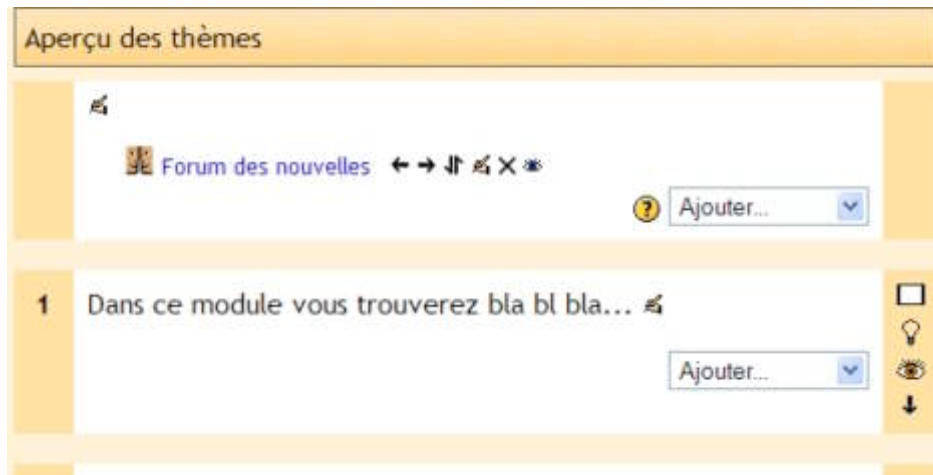 Aperçu des thèmes
Forum des nouvelles
? Ajouter...
1 Dans ce module vous trouverez bla bl bla...
Ajouter...